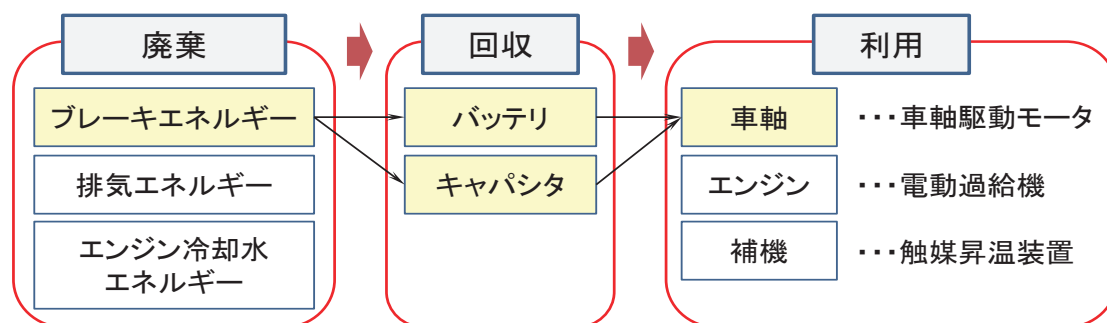 廃棄
回収
利用
ブレーキエネルギー
バッテリ
車軸
・・・車軸駆動モータ
キャパシタ
排気エネルギー
エンジン
・・・電動過給機
エンジン冷却水
エネルギー
補機
・・・触媒昇温装置